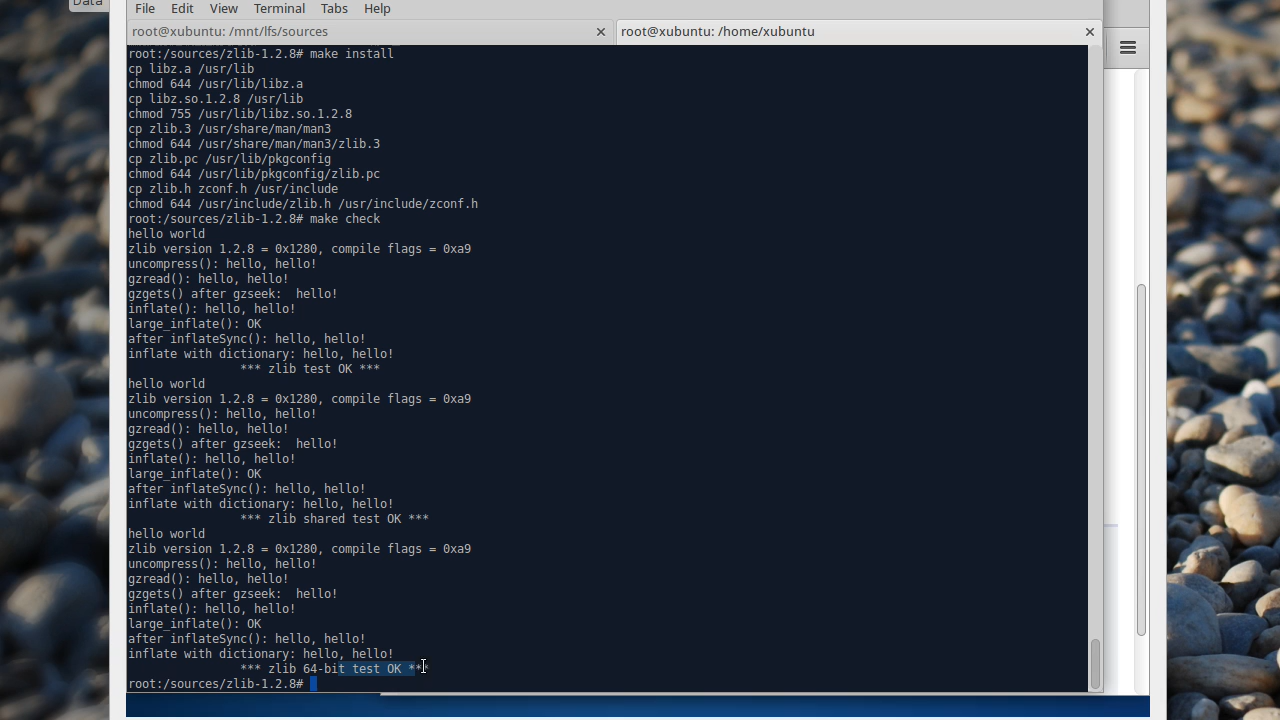 Data
File Edit View Terminal Tabs Help
root@xubuntu: /mnt/lfs/sources × root@xubuntu: /home/xubuntu ×
root:/sources/zlib-1.2.8# make install
cp libz.a /usr/lib
chmod 644 /usr/lib/libz.a
cp libz.so.1.2.8 /usr/lib
chmod 755 /usr/lib/libz.so.1.2.8
cp zlib.3 /usr/share/man/man3
chmod 644 /usr/share/man/man3/zlib.3
cp zlib.pc /usr/lib/pkgconfig
chmod 644 /usr/lib/pkgconfig/zlib.pc
cp zlib.h zconf.h /usr/include
chmod 644 /usr/include/zlib.h /usr/include/zconf.h
root:/sources/zlib-1.2.8# make check
hello world
zlib version 1.2.8 = 0x1280, compile flags = 0xa9
uncompress(): hello, hello!
gzread(): hello, hello!
gzgets() after gzseek:  hello!
inflate(): hello, hello!
large_inflate(): OK
after inflateSync(): hello, hello!
inflate with dictionary: hello, hello!
*** zlib test OK ***
hello world
zlib version 1.2.8 = 0x1280, compile flags = 0xa9
uncompress(): hello, hello!
gzread(): hello, hello!
gzgets() after gzseek:  hello!
inflate(): hello, hello!
large_inflate(): OK
after inflateSync(): hello, hello!
inflate with dictionary: hello, hello!
*** zlib shared test OK ***
hello world
zlib version 1.2.8 = 0x1280, compile flags = 0xa9
uncompress(): hello, hello!
gzread(): hello, hello!
gzgets() after gzseek:  hello!
inflate(): hello, hello!
large_inflate(): OK
after inflateSync(): hello, hello!
inflate with dictionary: hello, hello!
*** zlib 64-bit test OK ***
root:/sources/zlib-1.2.8#